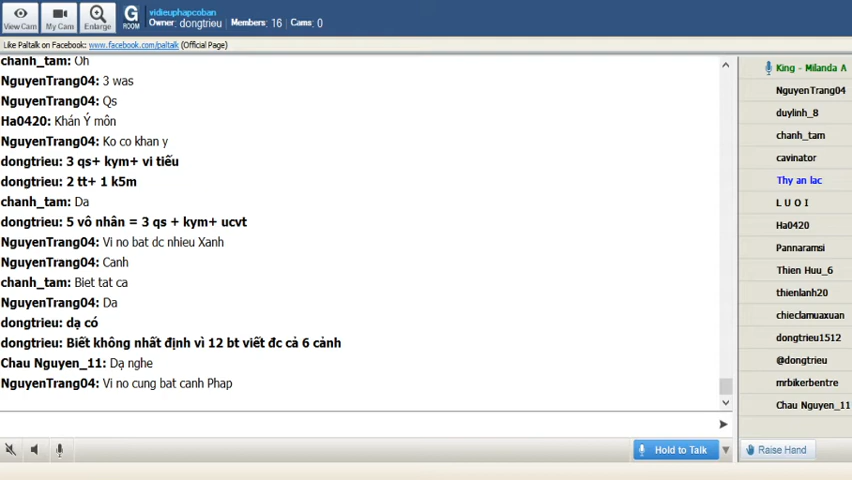 vidieuphapcoban
Owner: dongtrieu Members: 16 Cams: 0
View Cam
My Cam
Enlarge
G
ROOM
Like Paltalk on Facebook: www.facebook.com/paltalk (Official Page)
chanh_tam: Oh
NguyenTrang04: 3 was
NguyenTrang04: Qs
Ha0420: Khán Ý môn
NguyenTrang04: Ko co khan y
dongtrieu: 3 qs+ kym+ vi tiếu
dongtrieu: 2 tt+ 1 k5m
chanh_tam: Da
dongtrieu: 5 vô nhân = 3 qs + kym+ ucvt
NguyenTrang04: Vi no bat dc nhieu Xanh
NguyenTrang04: Canh
chanh_tam: Biet tat ca
NguyenTrang04: Da
dongtrieu: dạ có
dongtrieu: Biết không nhất định vì 12 bt viết đc cả 6 cảnh
Chau Nguyen_11: Dạ nghe
NguyenTrang04: Vi no cung bat canh Phap
King - Milanda A
NguyenTrang04
duylinh_8
chanh_tam
cavinator
Thy an lac
L U O I
Ha0420
Pannaramsi
Thien Huu_6
thienlanh20
chieclamuaxuan
dongtrieu1512
@dongtrieu
mrbikerbentre
Chau Nguyen_11
Hold to Talk
Raise Hand